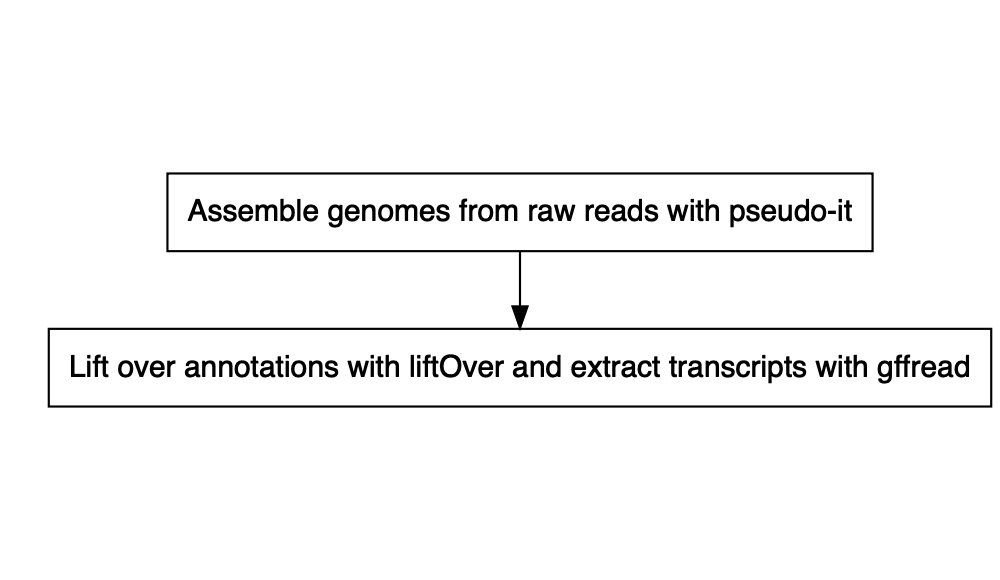 Assemble genomes from raw reads with pseudo-it
Lift over annotations with liftOver and extract transcripts with gffread